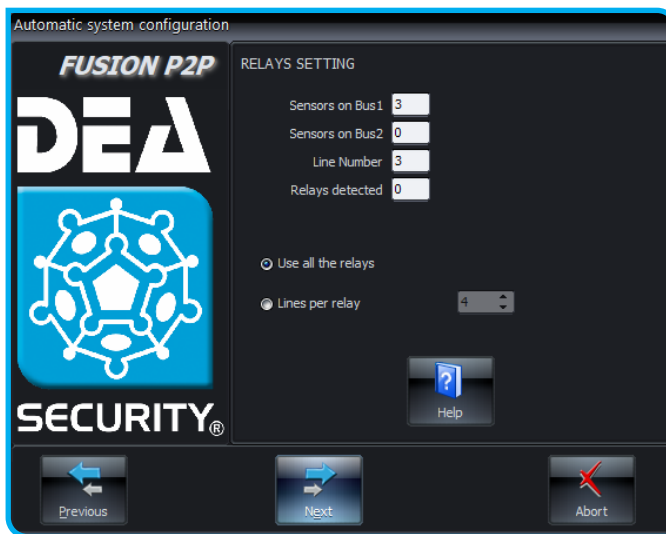 Automatic system configuration
FUSION P2P
DEA
SECURITY®
RELAYS SETTING
Sensors on Bus1 3
Sensors on Bus2 0
Line Number 3
Relays detected 0
Use all the relays
Lines per relay 4
?
Help
Previous
Next
Abort